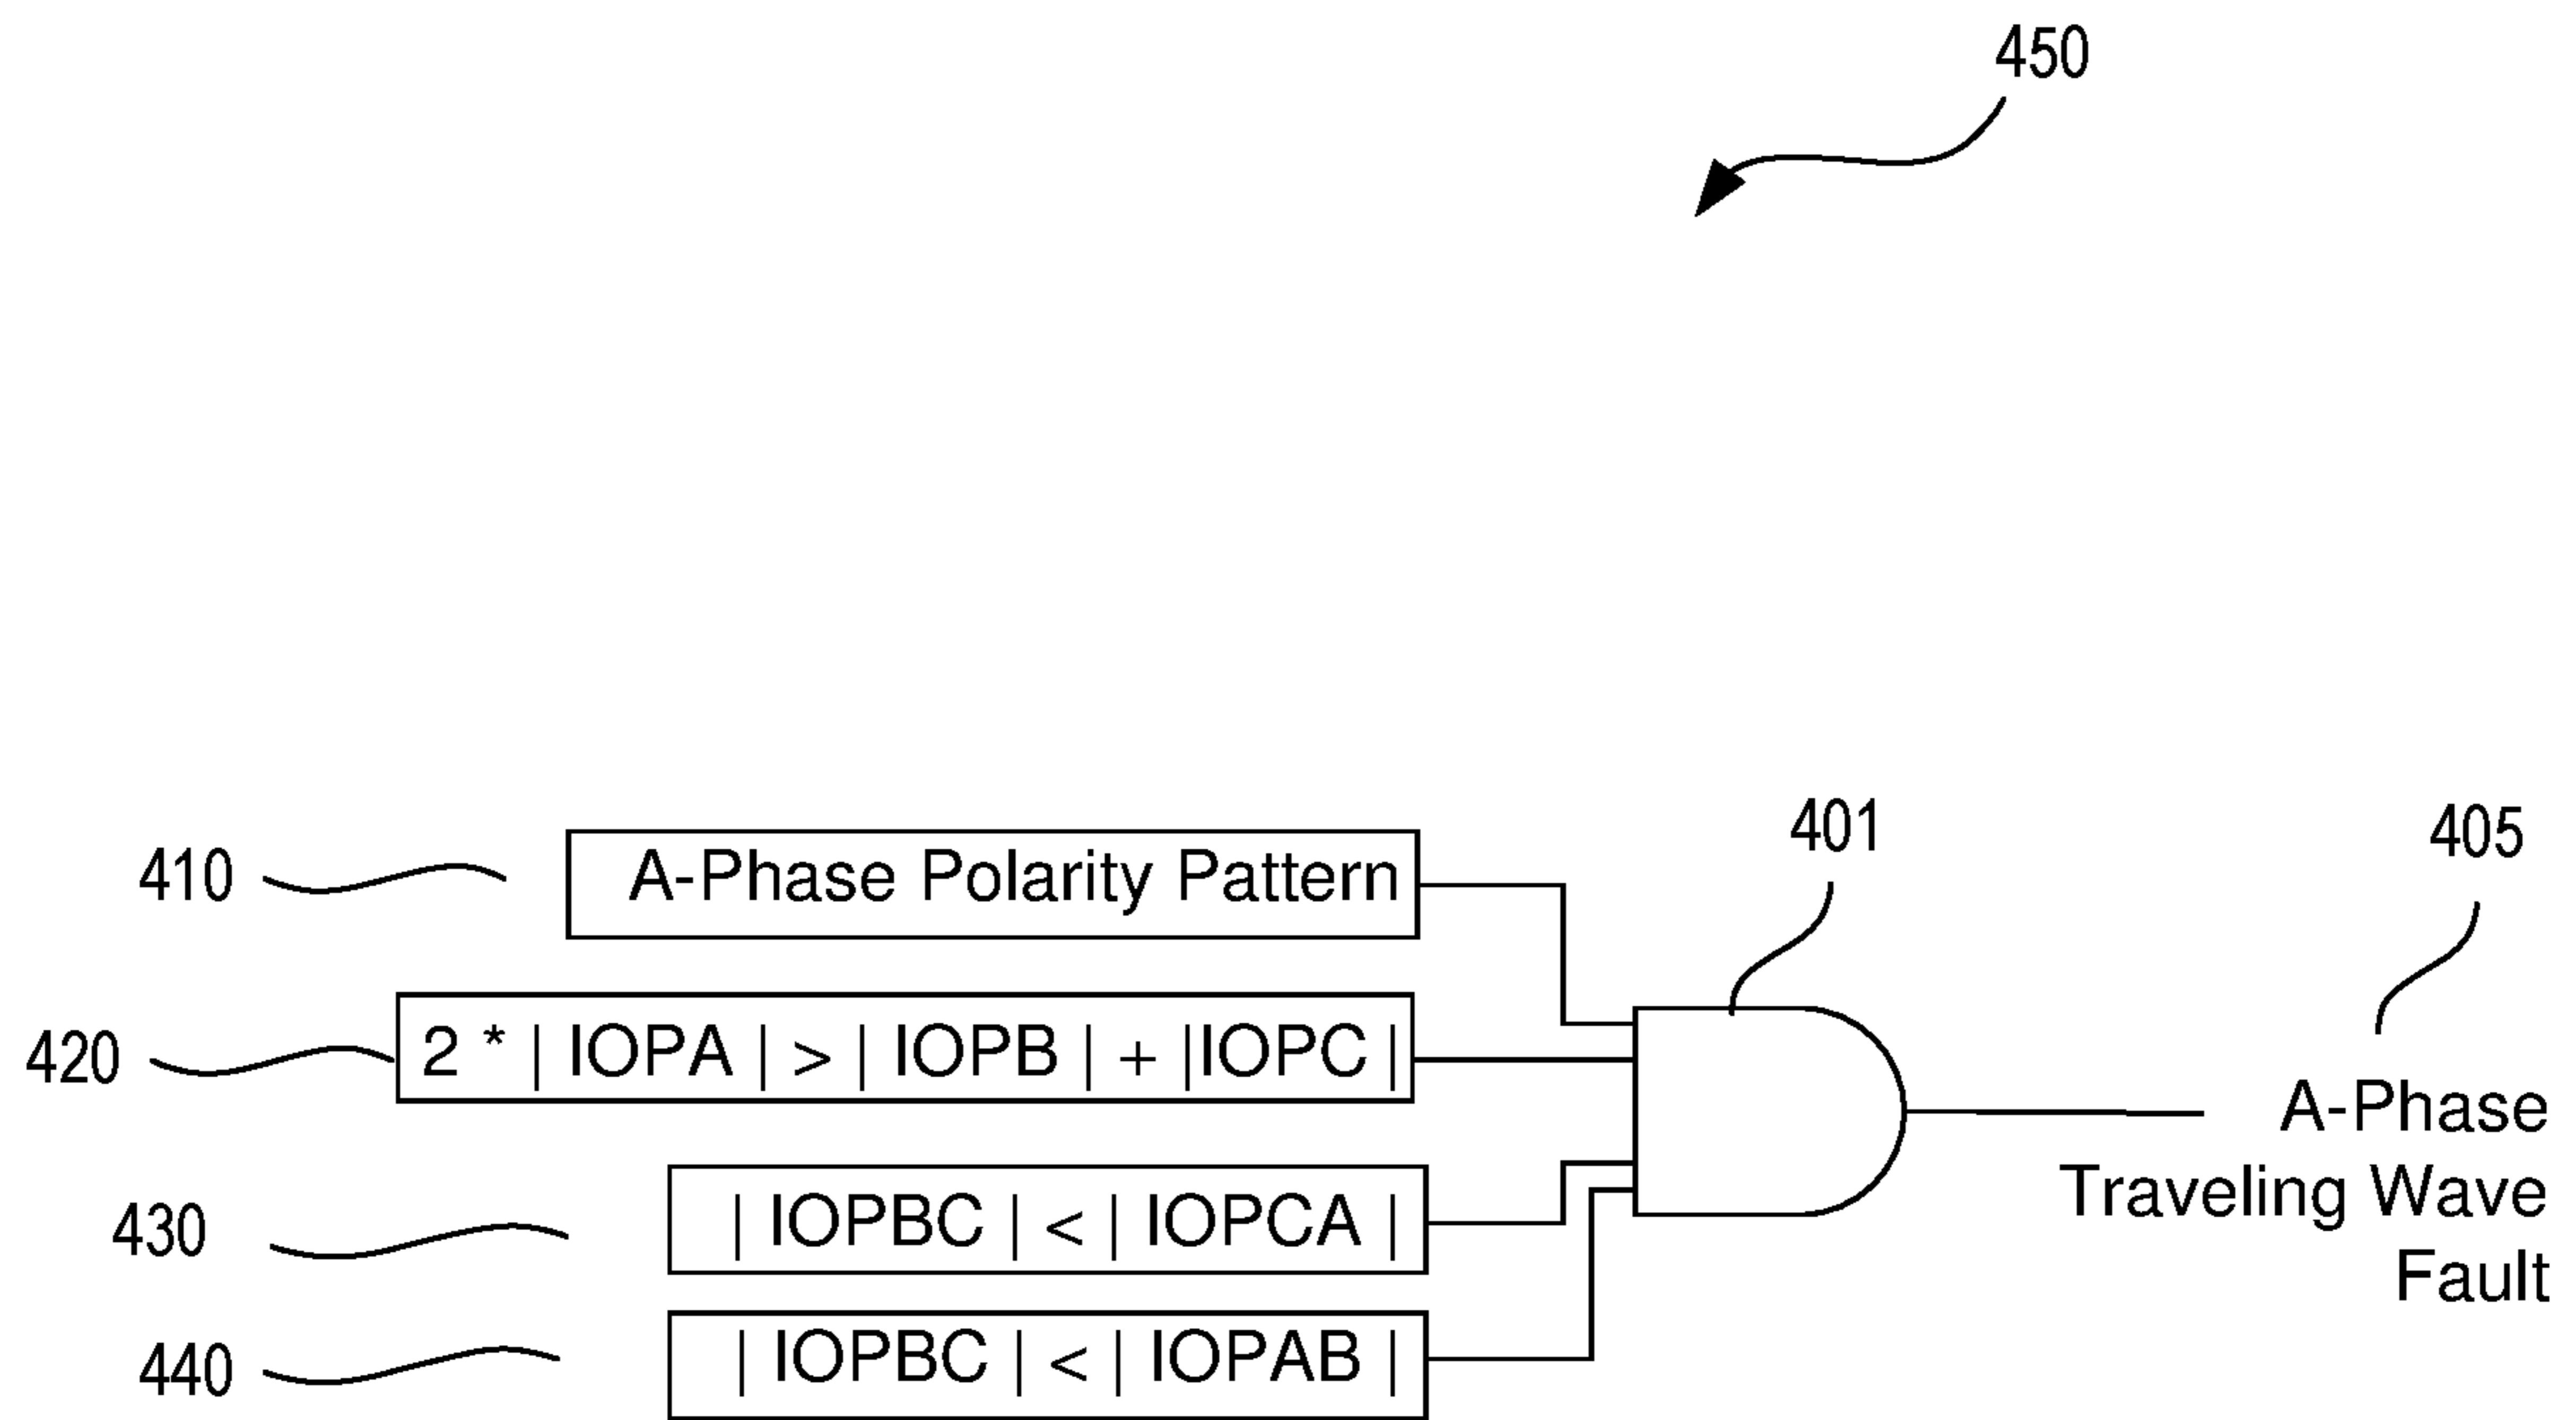 450
401
405
410
A-Phase Polarity Pattern
420
2 * | IOPA | > | IOPB | + |IOPC |
A-Phase
Traveling Wave
Fault
430
| IOPBC | < | IOPCA |
440
| IOPBC | < | IOPAB |